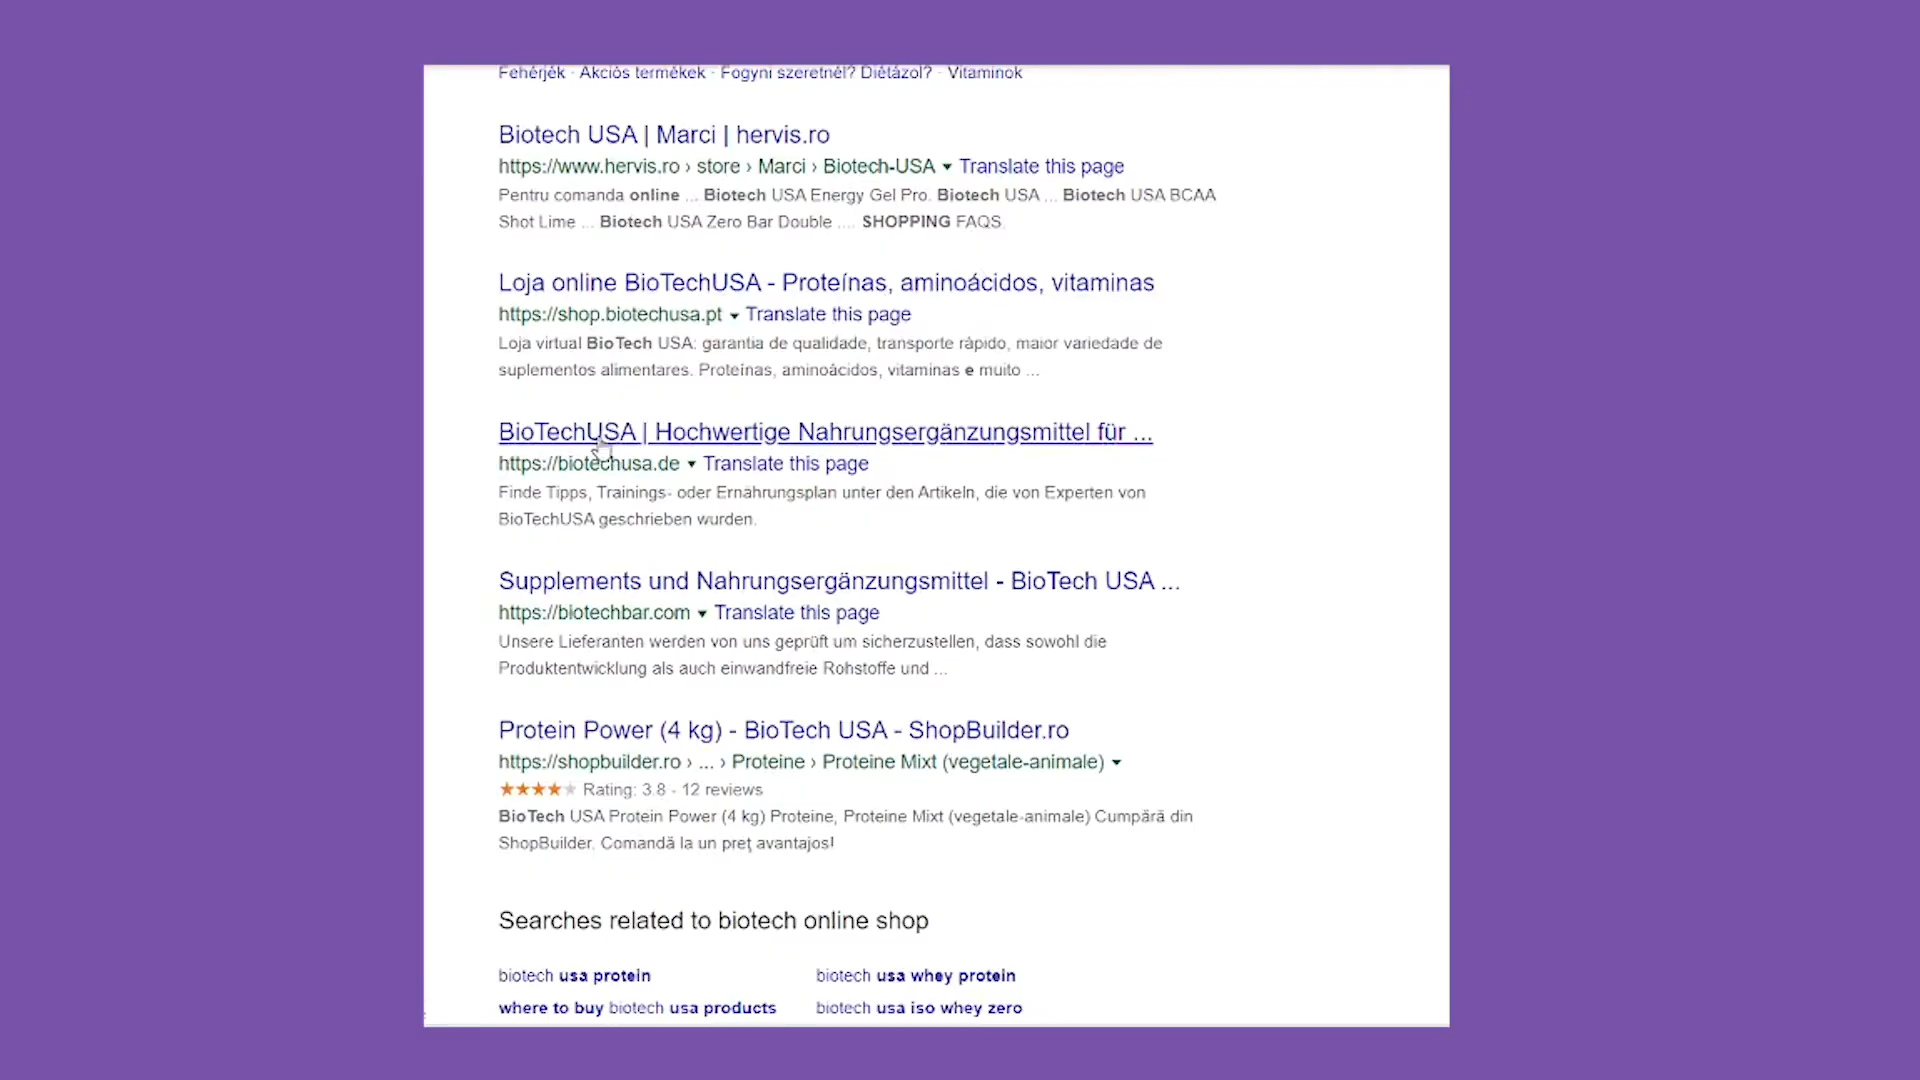 Fehérjék · Akciós termékek · Fogyni szeretnél? Diétázol? · Vitaminok
Biotech USA | Marci | hervis.ro
https://www.hervis.ro › store › Marci › Biotech-USA ▾ Translate this page
Pentru comanda online ... Biotech USA Energy Gel Pro. Biotech USA ... Biotech USA BCAA
Shot Lime ... Biotech USA Zero Bar Double .... SHOPPING FAQS.
Loja online BioTechUSA - Proteínas, aminoácidos, vitaminas
https://shop.biotechusa.pt ▾ Translate this page
Loja virtual BioTech USA: garantia de qualidade, transporte rápido, maior variedade de
suplementos alimentares. Proteínas, aminoácidos, vitaminas e muito ...
BioTechUSA | Hochwertige Nahrungsergänzungsmittel für ...
https://biotechusa.de ▾ Translate this page
Finde Tipps, Trainings- oder Ernährungsplan unter den Artikeln, die von Experten von
BioTechUSA geschrieben wurden.
Supplements und Nahrungsergänzungsmittel - BioTech USA ...
https://biotechbar.com ▾ Translate this page
Unsere Lieferanten werden von uns geprüft um sicherzustellen, dass sowohl die
Produktentwicklung als auch einwandfreie Rohstoffe und ...
Protein Power (4 kg) - BioTech USA - ShopBuilder.ro
https://shopbuilder.ro › ... › Proteine › Proteine Mixt (vegetale-animale) ▾
★★★★★ Rating: 3.8 - 12 reviews
BioTech USA Protein Power (4 kg) Proteine, Proteine Mixt (vegetale-animale) Cumpără din
ShopBuilder. Comandă la un preţ avantajos!
Searches related to biotech online shop
biotech usa protein
biotech usa whey protein
where to buy biotech usa products
biotech usa iso whey zero